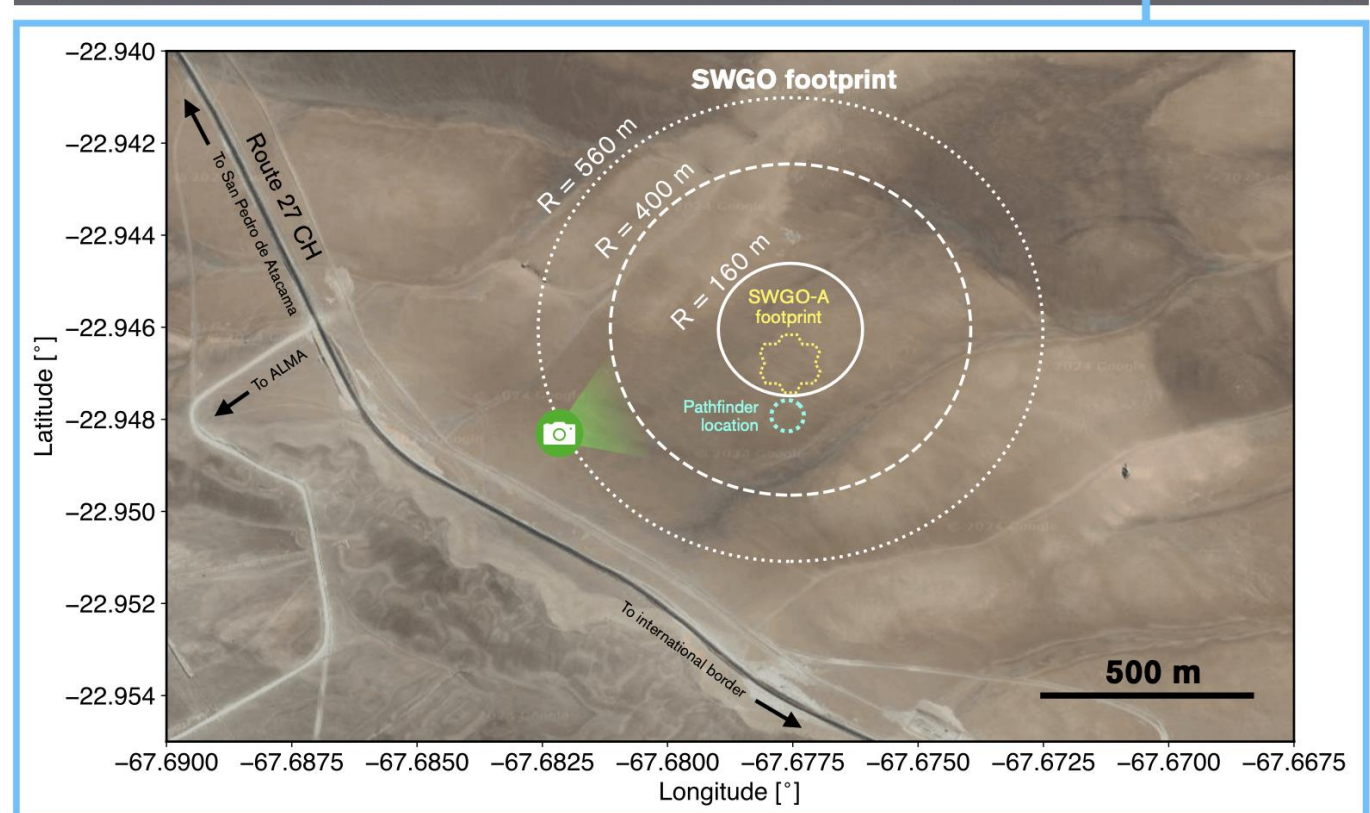 −22.940
−22.942
−22.944
−22.946
−22.948
−22.950
−22.952
−22.954
Latitude [°]
SWGO footprint
R = 560 m
R = 400 m
R = 160 m
SWGO-A
footprint
Pathfinder
location
Route 27 CH
To San Pedro de Atacama
To ALMA
To international border
500 m
© 2024 Google
−67.6900
−67.6875
−67.6850
−67.6825
−67.6800
−67.6775
−67.6750
−67.6725
−67.6700
−67.6675
Longitude [°]